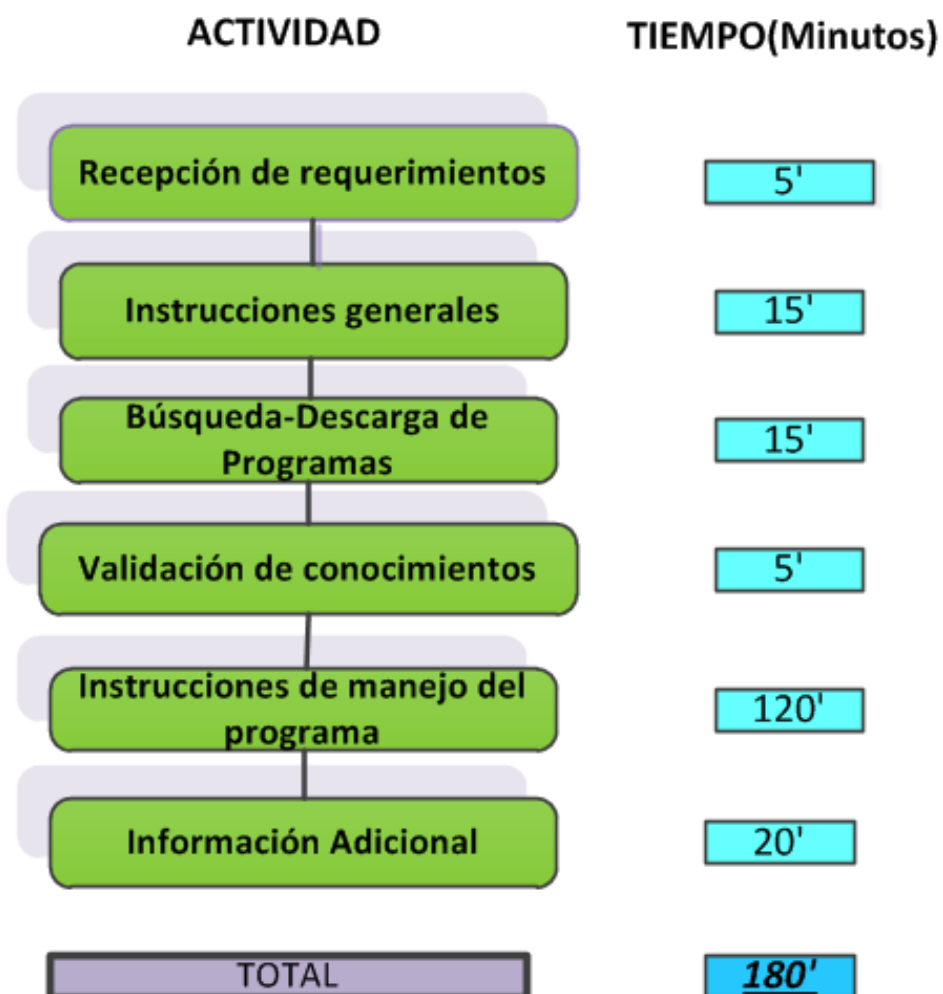 ACTIVIDAD TIEMPO(Minutos)
Recepción de requerimientos 5'
Instrucciones generales 15'
Búsqueda-Descarga de
Programas 15'
Validación de conocimientos 5'
Instrucciones de manejo del
programa 120'
Información Adicional 20'
TOTAL 180'